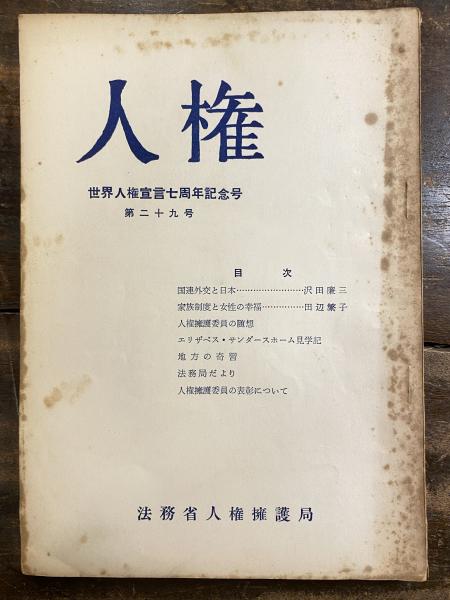 人権
世界人権宣言七周年記念号
第二十九号
目次
国連外交と日本……………………沢田廉三
家族制度と女性の幸福……………田辺繁子
人権擁護委員の随想
エリザベス・サンダースホーム見学記
地方の奇習
法務局だより
人権擁護委員の表彰について
法務省人権擁護局